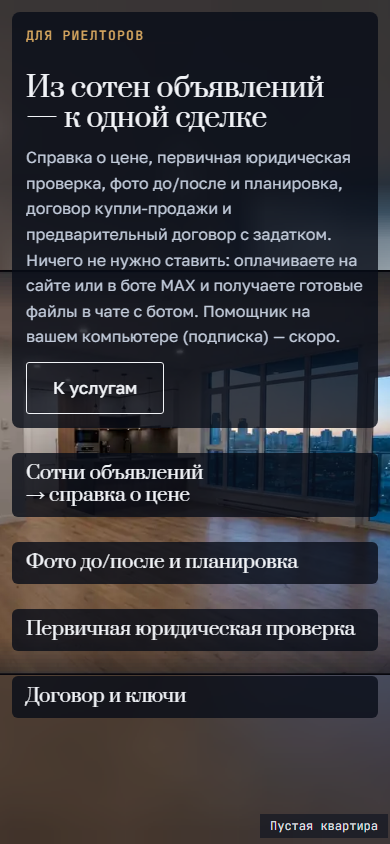 ДЛЯ РИЕЛТОРОВ
Из сотен объявлений
— к одной сделке
Справка о цене, первичная юридическая
проверка, фото до/после и планировка,
договор купли-продажи и
предварительный договор с задатком.
Ничего не нужно ставить: оплачиваете на
сайте или в боте MAX и получаете готовые
файлы в чате с ботом. Помощник на
вашем компьютере (подписка) — скоро.
К услугам
Сотни объявлений
→ справка о цене
Фото до/после и планировка
Первичная юридическая проверка
Договор и ключи
Пустая квартира